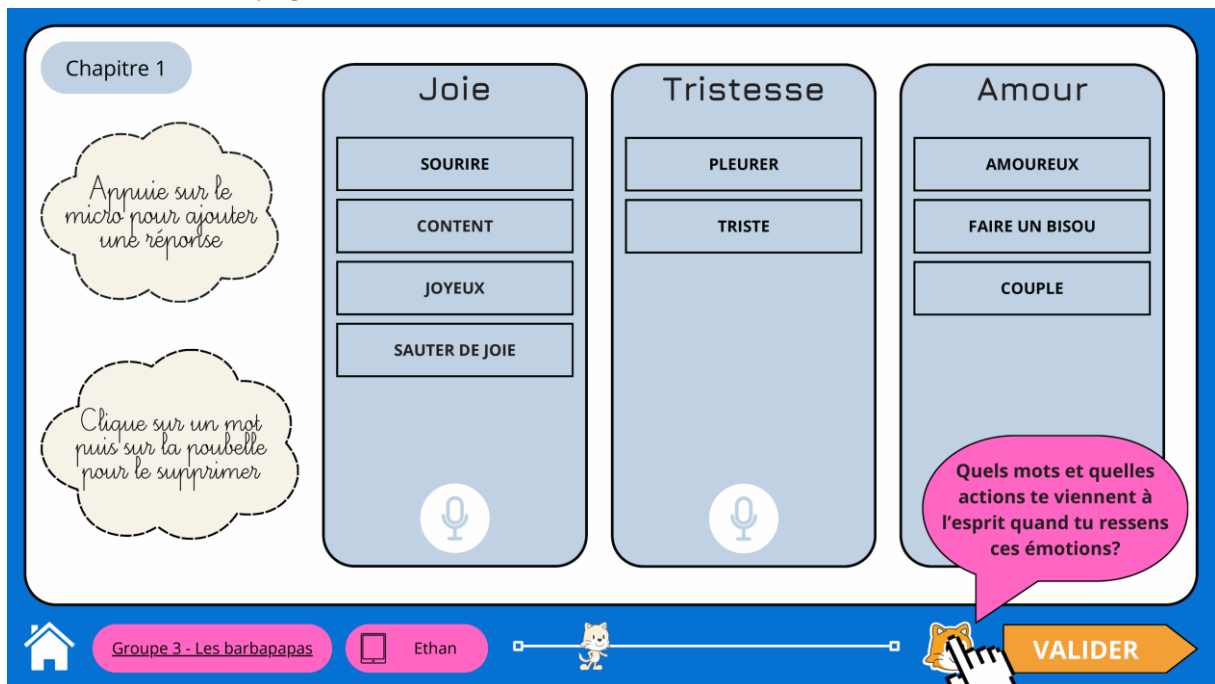 Chapitre 1
Appuie sur le
micro pour ajouter
une réponse
Clique sur un mot
puis sur la poubelle
pour le supprimer
Joie
SOURIRE
CONTENT
JOYEUX
SAUTER DE JOIE
Tristesse
PLEURER
TRISTE
Amour
AMOUREUX
FAIRE UN BISOU
COUPLE
Quels mots et quelles
actions te viennent à
l'esprit quand tu ressens
ces émotions?
Groupe 3 - Les barbapapas
Ethan
VALIDER